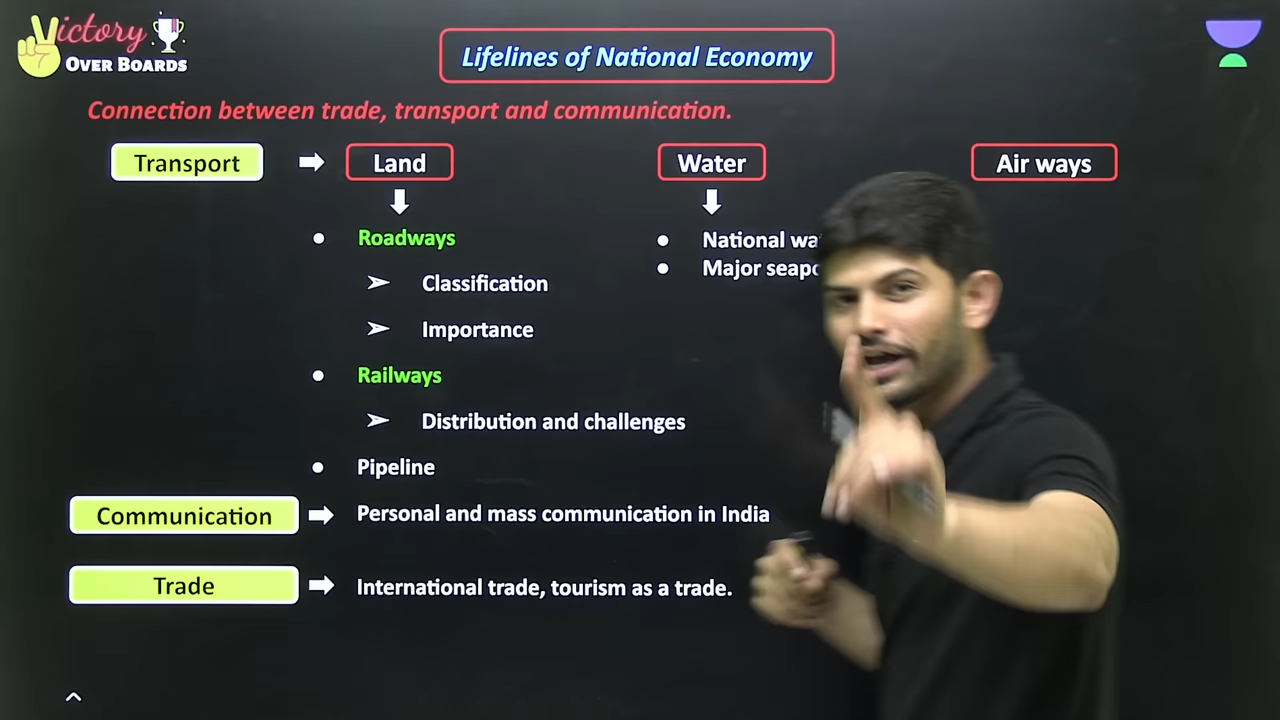 Victory
OVER BOARDS
Lifelines of National Economy
Connection between trade, transport and communication.
Transport
Land
Water
Air ways
Roadways
National
Major
Classification
Importance
Railways
Distribution and challenges
Pipeline
Communication
Personal and mass communication in India
Trade
International trade, tourism as a trade.